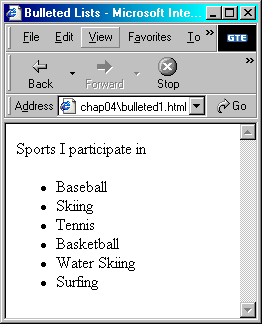 Bulleted Lists - Microsoft Inte...
File Edit View Favorites To »
GTE
Back Forward Stop »
Address chap04\bulleted1.html Go
Sports I participate in
• Baseball
• Skiing
• Tennis
• Basketball
• Water Skiing
• Surfing